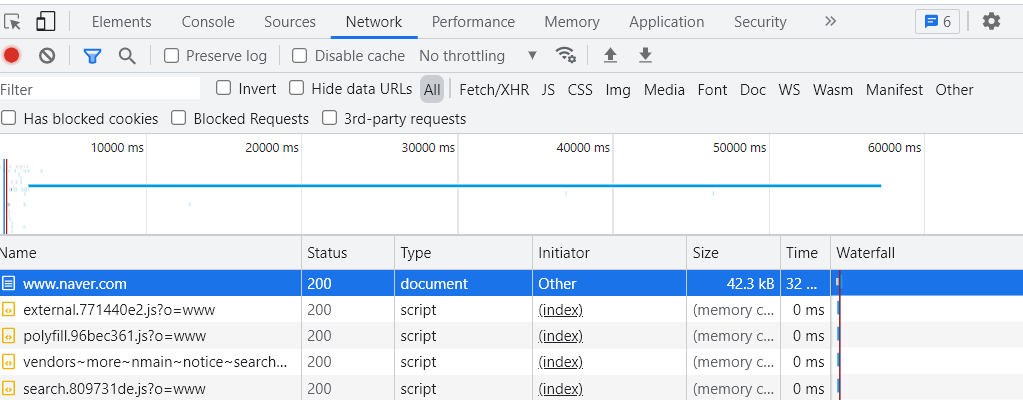 Elements Console Sources Network Performance Memory Application Security 6
Preserve log Disable cache No throttling
Filter Invert Hide data URLs All Fetch/XHR JS CSS Img Media Font Doc WS Wasm Manifest Other
Has blocked cookies Blocked Requests 3rd-party requests
10000 ms 20000 ms 30000 ms 40000 ms 50000 ms 60000 ms
Name Status Type Initiator Size Time Waterfall
www.naver.com 200 document Other 42.3 kB 32 ...
external.771440e2.js?o=www 200 script (index) (memory c... 0 ms
polyfill.96bec361.js?o=www 200 script (index) (memory c... 0 ms
vendors~more~nmain~notice~search... 200 script (index) (memory c... 0 ms
search.809731de.js?o=www 200 script (index) (memory c... 0 ms